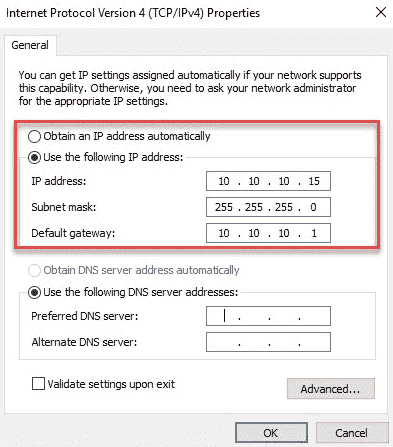 Internet Protocol Version 4 (TCP/IPv4) Properties
General
You can get IP settings assigned automatically if your network supports
this capability. Otherwise, you need to ask your network administrator
for the appropriate IP settings.
Obtain an IP address automatically
Use the following IP address:
IP address: 10 . 10 . 10 . 15
Subnet mask: 255 . 255 . 255 . 0
Default gateway: 10 . 10 . 10 . 1
Obtain DNS server address automatically
Use the following DNS server addresses:
Preferred DNS server: . . .
Alternate DNS server: . . .
Validate settings upon exit
Advanced...
OK Cancel